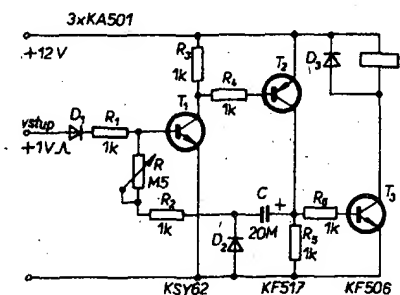 3xKA501
+12V
R3
1k
R4
1k
T2
D3
D1
R1
1k
T1
vstup
+1V
R
M5
R2
1k
D2
C
+
20M
R5
1k
R6
1k
T3
KSY62
KF517
KF506